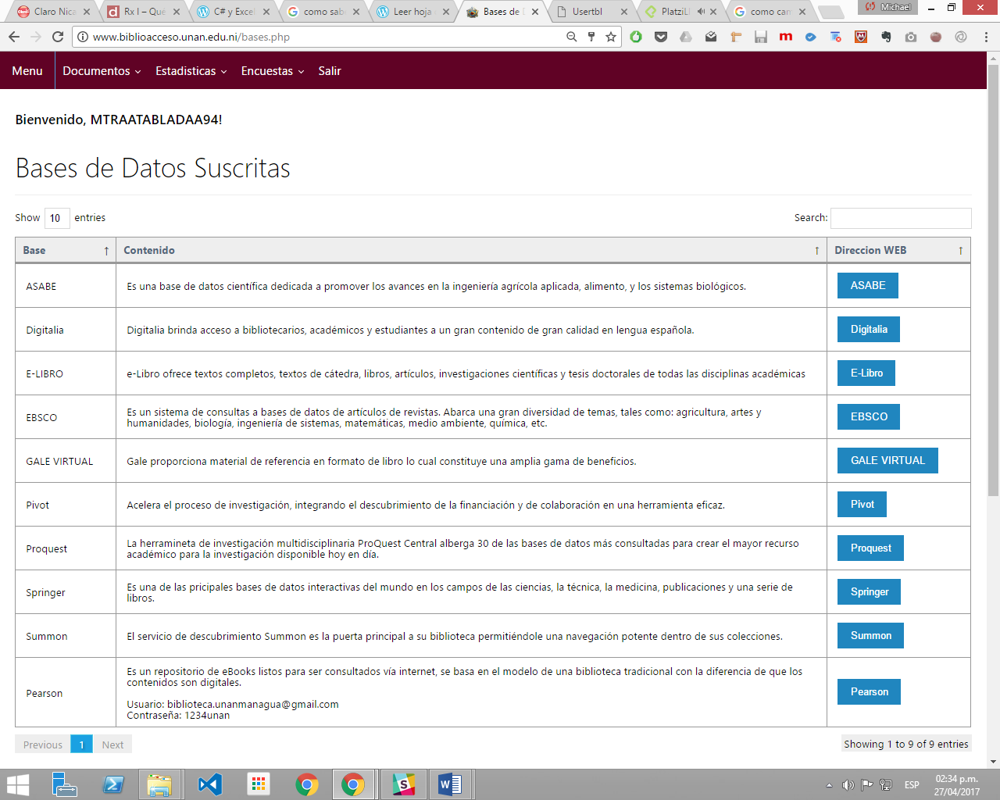 Claro Nica
Rx I – Qué
C# y Excel
como sab
Leer hoja
Bases de D
Usertbl
PlatziLI
como cam
Michael
www.biblioacceso.unan.edu.ni/bases.php
Menu Documentos Estadisticas Encuestas Salir
Bienvenido, MTRAATABLADAA94!
Bases de Datos Suscritas
Show 10 entries
Search:
Base Contenido Direccion WEB
ASABE Es una base de datos científica dedicada a promover los avances en la ingeniería agrícola aplicada, alimento, y los sistemas biológicos. ASABE
Digitalia Digitalia brinda acceso a bibliotecarios, académicos y estudiantes a un gran contenido de gran calidad en lengua española. Digitalia
E-LIBRO e-Libro ofrece textos completos, textos de cátedra, libros, artículos, investigaciones científicas y tesis doctorales de todas las disciplinas académicas E-Libro
EBSCO Es un sistema de consultas a bases de datos de artículos de revistas. Abarca una gran diversidad de temas, tales como: agricultura, artes y
humanidades, biología, ingeniería de sistemas, matemáticas, medio ambiente, química, etc. EBSCO
GALE VIRTUAL Gale proporciona material de referencia en formato de libro lo cual constituye una amplia gama de beneficios. GALE VIRTUAL
Pivot Acelera el proceso de investigación, integrando el descubrimiento de la financiación y de colaboración en una herramienta eficaz. Pivot
Proquest La herramineta de investigación multidisciplinaria ProQuest Central alberga 30 de las bases de datos más consultadas para crear el mayor recurso
académico para la investigación disponible hoy en día. Proquest
Springer Es una de las pricipales bases de datos interactivas del mundo en los campos de las ciencias, la técnica, la medicina, publicaciones y una serie de
libros. Springer
Summon El servicio de descubrimiento Summon es la puerta principal a su biblioteca permitiéndole una navegación potente dentro de sus colecciones. Summon
Pearson Es un repositorio de eBooks listos para ser consultados vía internet, se basa en el modelo de una biblioteca tradicional con la diferencia de que los
contenidos son digitales. Pearson
Usuario: biblioteca.unanmanagua@gmail.com
Contraseña: 1234unan
Previous 1 Next
Showing 1 to 9 of 9 entries
ESP
02:34 p.m.
27/04/2017